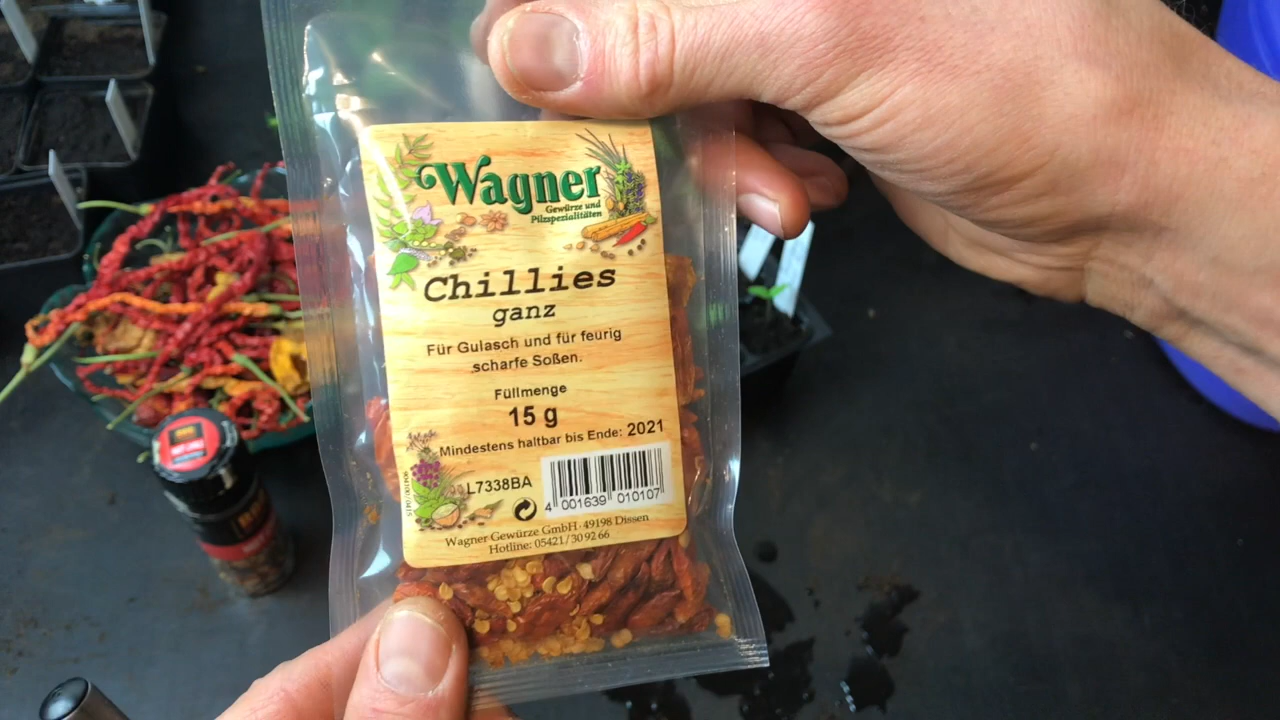 Wagner
Gewürze und
Pilzspezialitäten
Chillies
ganz
Für Gulasch und für feurig
scharfe Soßen.
Füllmenge
15 g
Mindestens haltbar bis Ende: 2021
L7338BA
4 001639 010107
Wagner Gewürze GmbH · 49198 Dissen
Hotline: 05421 / 30 92 66